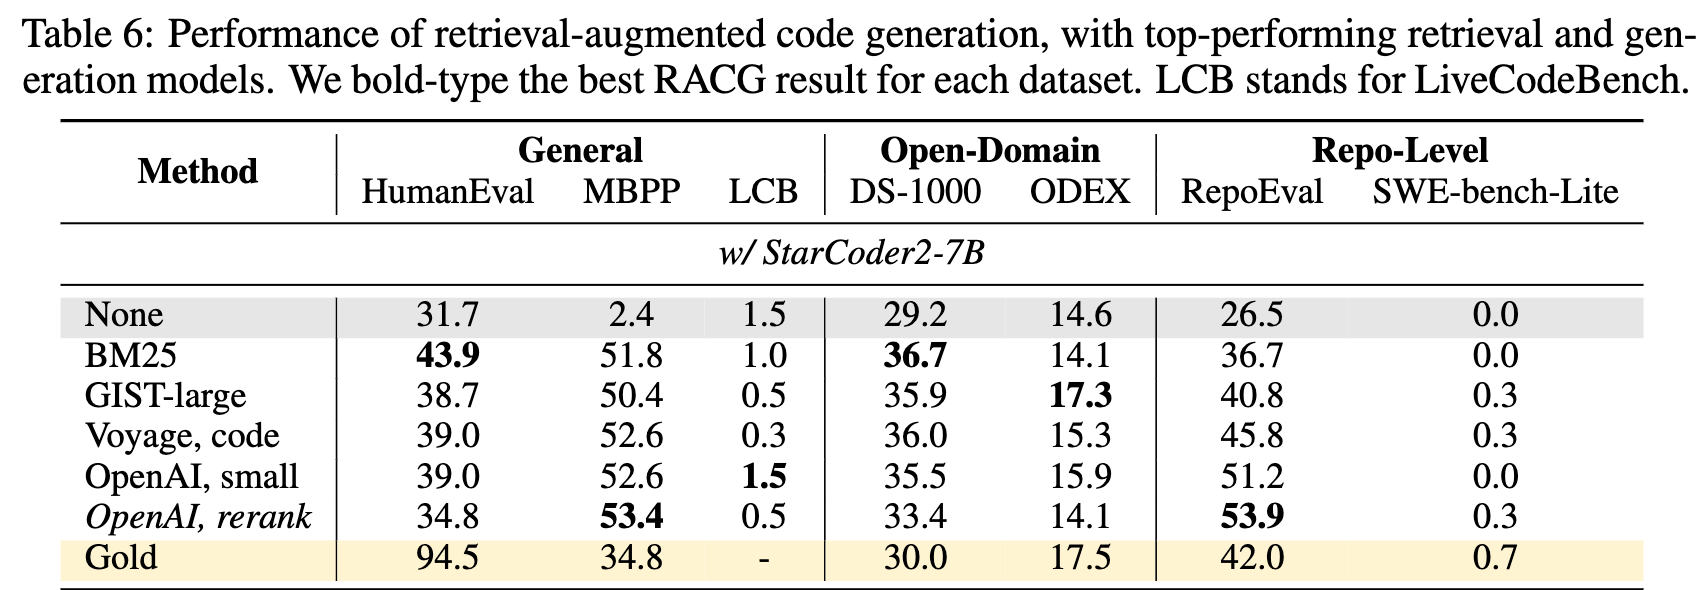 Table 6: Performance of retrieval-augmented code generation, with top-performing retrieval and gen-
eration models. We bold-type the best RACG result for each dataset. LCB stands for LiveCodeBench.
Method General Open-Domain Repo-Level
HumanEval MBPP LCB DS-1000 ODEX RepoEval SWE-bench-Lite
w/ StarCoder2-7B
None 31.7 2.4 1.5 29.2 14.6 26.5 0.0
BM25 43.9 51.8 1.0 36.7 14.1 36.7 0.0
GIST-large 38.7 50.4 0.5 35.9 17.3 40.8 0.3
Voyage, code 39.0 52.6 0.3 36.0 15.3 45.8 0.3
OpenAI, small 39.0 52.6 1.5 35.5 15.9 51.2 0.0
OpenAI, rerank 34.8 53.4 0.5 33.4 14.1 53.9 0.3
Gold 94.5 34.8 - 30.0 17.5 42.0 0.7